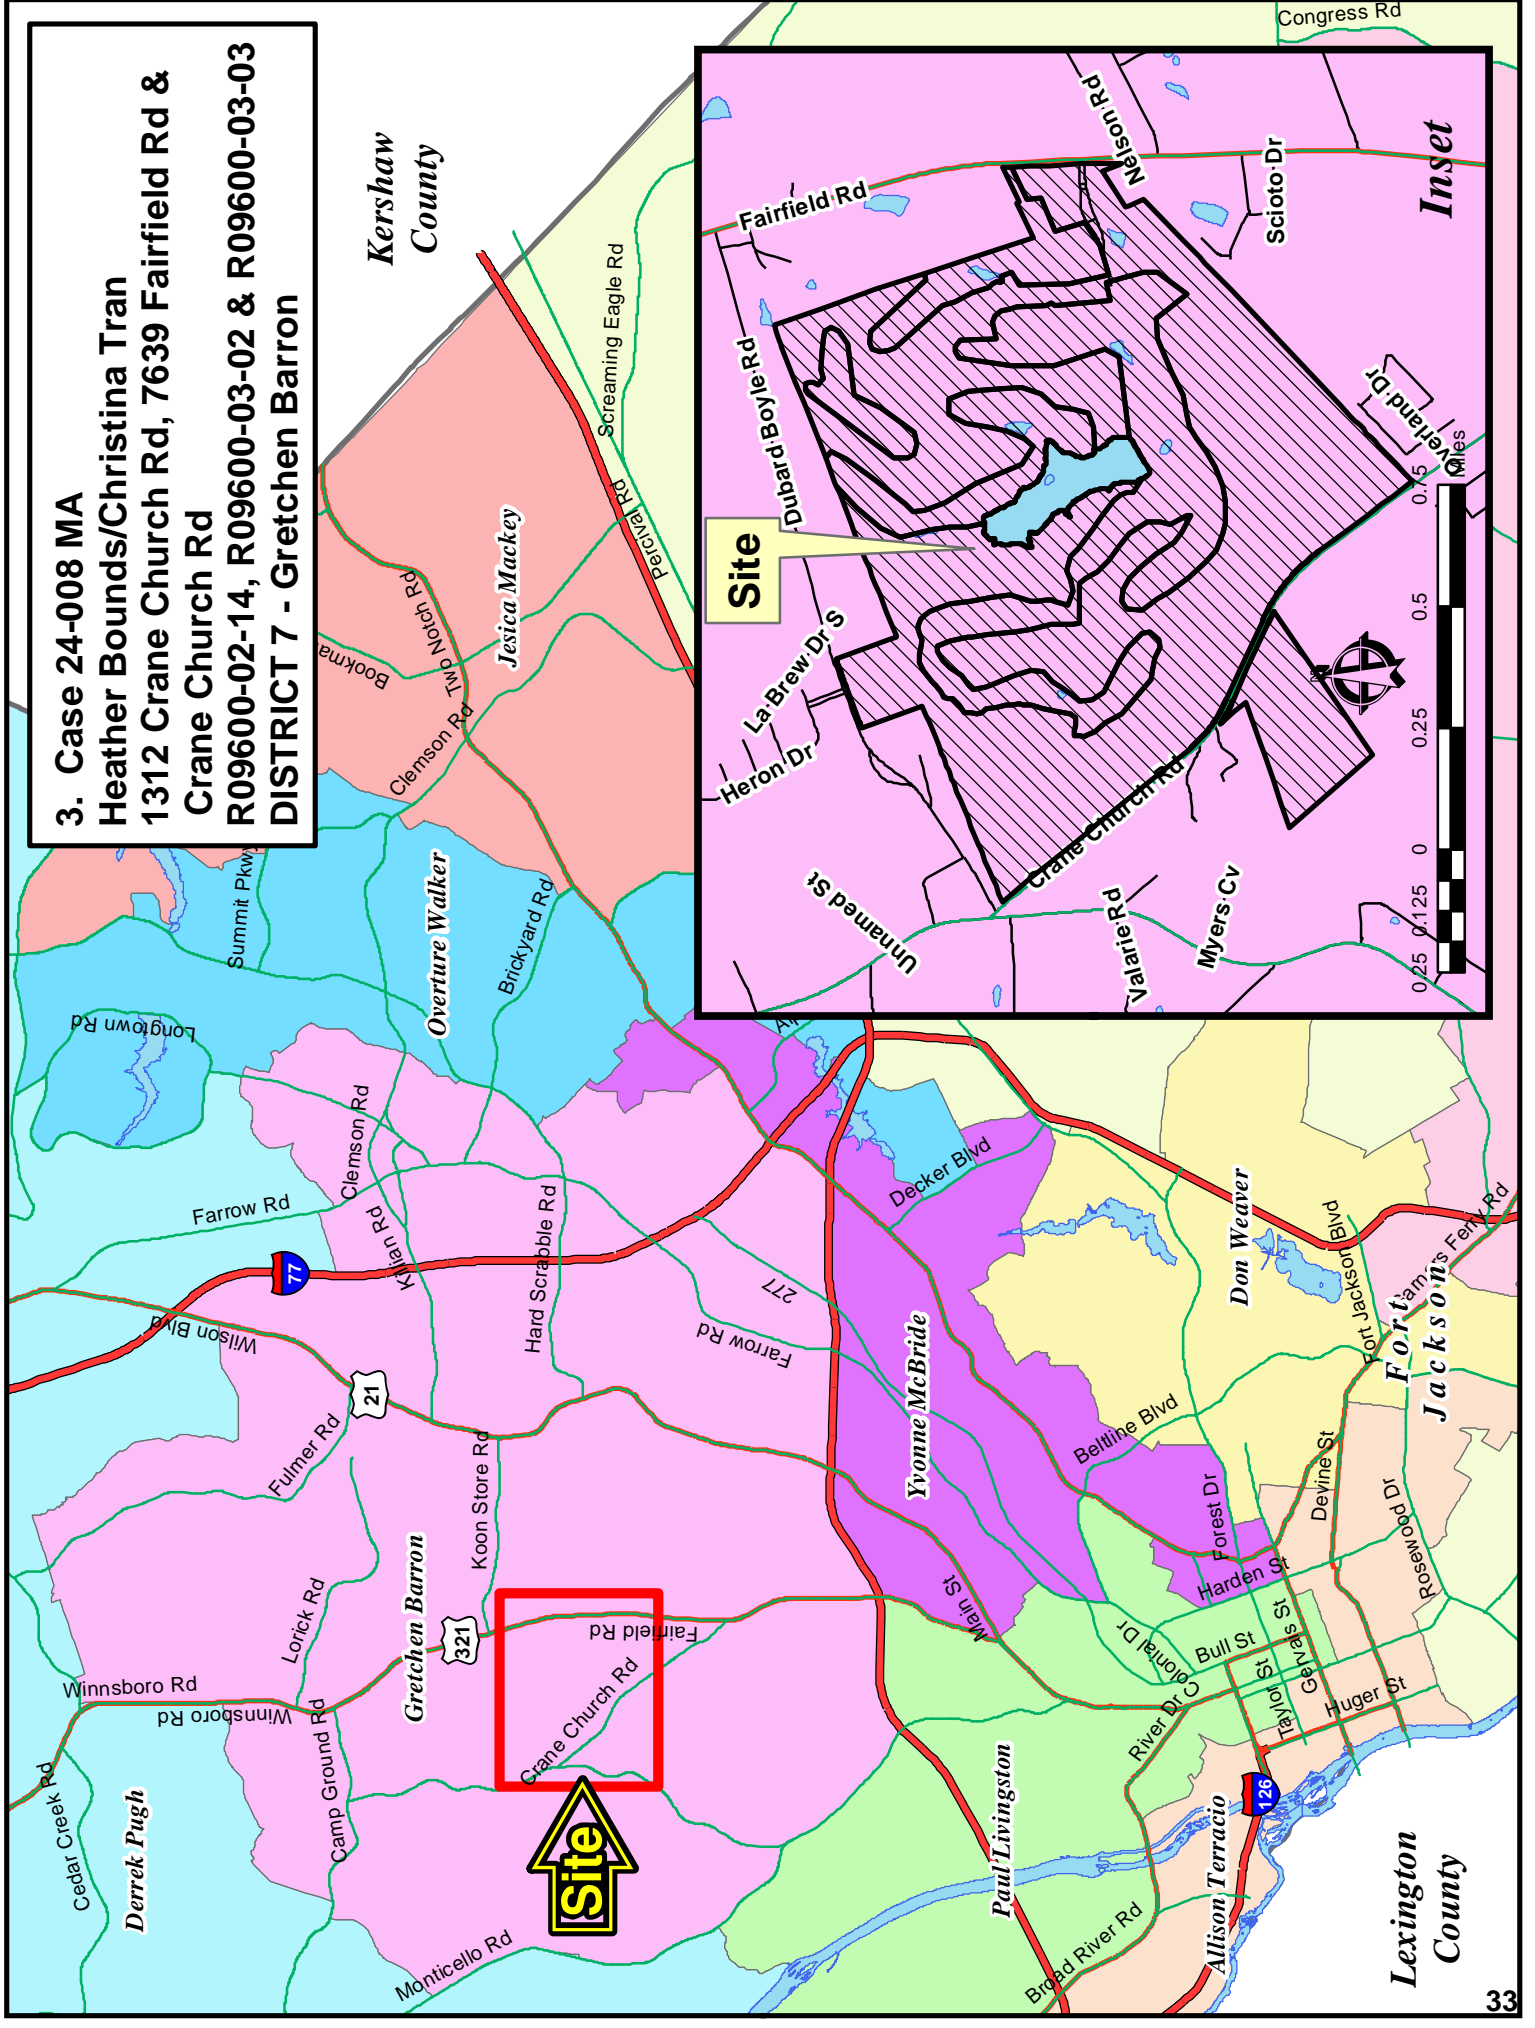 3. Case 24-008 MA
Heather Bounds/Christina Tran
1312 Crane Church Rd, 7639 Fairfield Rd &
Crane Church Rd
R09600-02-14, R09600-03-02 & R09600-03-03
DISTRICT 7 - Gretchen Barron
Kershaw
County
Screaming Eagle Rd
Percival Rd
Jesica Mackey
Two Notch Rd
Bookma
Clemson Rd
Summit Pkwy
Overture Walker
Brickyard Rd
Longtown Rd
Clemson Rd
Farrow Rd
Killian Rd
Hard Scrabble Rd
77
Wilson Blvd
21
277
Farrow Rd
Fulmer Rd
Koon Store Rd
Lorick Rd
Gretchen Barron
321
Winnsboro Rd
Winnsboro Rd
Fairfield Rd
Crane Church Rd
Camp Ground Rd
Cedar Creek Rd
Derrek Pugh
Site
Monticello Rd
Yvonne McBride
Decker Blvd
Don Weaver
Fort Jackson Blvd
Fort
Jackson
Beltline Blvd
Forest Dr
Devine St
Rosewood Dr
Harden St
Main St
Colonial Dr
Bull St
Gervais St
Taylor St
Huger St
River Dr
Paul Livingston
126
Allison Terracio
Broad River Rd
Lexington
County
Congress Rd
Inset
Site
Fairfield Rd
Nelson Rd
Scioto Dr
Dubard Boyle Rd
Overland Dr
La Brew Dr S
Heron Dr
Crane Church Rd
Unnamed St
Valarie Rd
Myers Cv
0.25 0.125 0 0.25 0.5 0.75
Miles
33